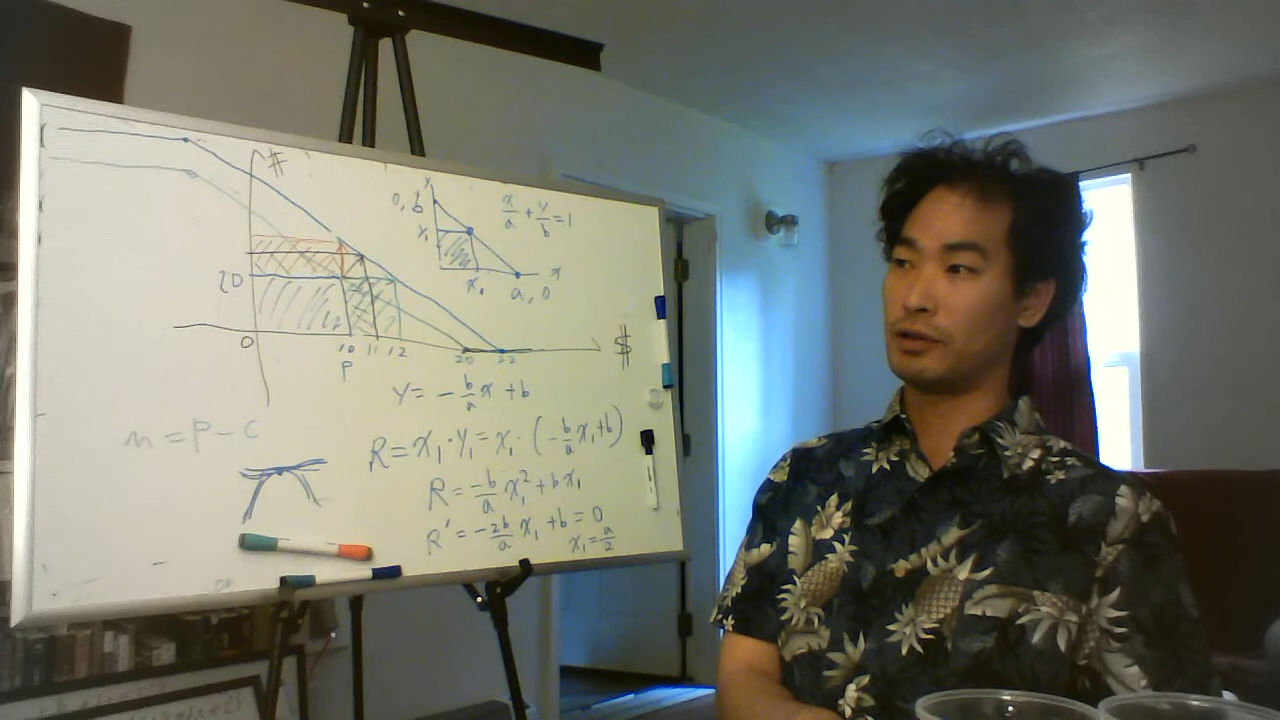 #
0, b
y
x/a + y/b = 1
y₁
x
x₁
a, 0
20
0
10 11 12
20 22
$
P
Y = - b/a x + b
m = P - C
R = x₁ · y₁ = x₁ · (- b/a x₁ + b)
R = -b/a x₁² + b x₁
R' = - 2b/a x₁ + b = 0
x₁ = a/2